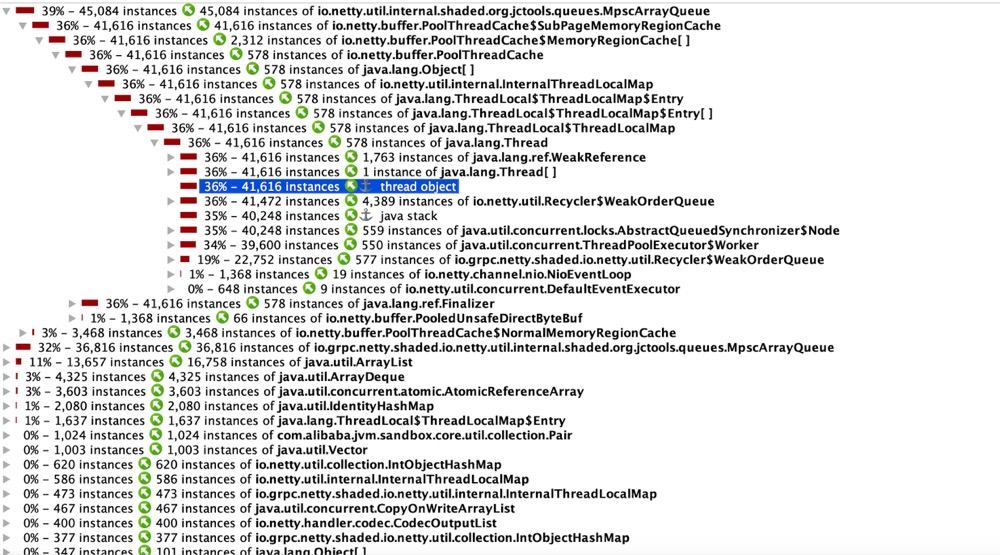 39% – 45,084 instances 45,084 instances of io.netty.util.internal.shaded.org.jctools.queues.MpscArrayQueue
36% – 41,616 instances 41,616 instances of io.netty.buffer.PoolThreadCache$SubPageMemoryRegionCache
36% – 41,616 instances 2,312 instances of io.netty.buffer.PoolThreadCache$MemoryRegionCache[ ]
36% – 41,616 instances 578 instances of io.netty.buffer.PoolThreadCache
36% – 41,616 instances 578 instances of java.lang.Object[ ]
36% – 41,616 instances 578 instances of io.netty.util.internal.InternalThreadLocalMap
36% – 41,616 instances 578 instances of java.lang.ThreadLocal$ThreadLocalMap$Entry
36% – 41,616 instances 578 instances of java.lang.ThreadLocal$ThreadLocalMap$Entry[ ]
36% – 41,616 instances 578 instances of java.lang.ThreadLocal$ThreadLocalMap
36% – 41,616 instances 578 instances of java.lang.Thread
36% – 41,616 instances 1,763 instances of java.lang.ref.WeakReference
36% – 41,616 instances 1 instance of java.lang.Thread[ ]
36% – 41,616 instances thread object
36% – 41,472 instances 4,389 instances of io.netty.util.Recycler$WeakOrderQueue
35% – 40,248 instances java stack
35% – 40,248 instances 559 instances of java.util.concurrent.locks.AbstractQueuedSynchronizer$Node
34% – 39,600 instances 550 instances of java.util.concurrent.ThreadPoolExecutor$Worker
19% – 22,752 instances 577 instances of io.grpc.netty.shaded.io.netty.util.Recycler$WeakOrderQueue
1% – 1,368 instances 19 instances of io.netty.channel.nio.NioEventLoop
0% – 648 instances 9 instances of io.netty.util.concurrent.DefaultEventExecutor
36% – 41,616 instances 578 instances of java.lang.ref.Finalizer
1% – 1,368 instances 66 instances of io.netty.buffer.PooledUnsafeDirectByteBuf
3% – 3,468 instances 3,468 instances of io.netty.buffer.PoolThreadCache$NormalMemoryRegionCache
32% – 36,816 instances 36,816 instances of io.grpc.netty.shaded.io.netty.util.internal.shaded.org.jctools.queues.MpscArrayQueue
11% – 13,657 instances 16,758 instances of java.util.ArrayList
3% – 4,325 instances 4,325 instances of java.util.ArrayDeque
3% – 3,603 instances 3,603 instances of java.util.concurrent.atomic.AtomicReferenceArray
1% – 2,080 instances 2,080 instances of java.util.IdentityHashMap
1% – 1,637 instances 1,637 instances of java.lang.ThreadLocal$ThreadLocalMap$Entry
0% – 1,024 instances 1,024 instances of com.alibaba.jvm.sandbox.core.util.collection.Pair
0% – 1,003 instances 1,003 instances of java.util.Vector
0% – 620 instances 620 instances of io.netty.util.collection.IntObjectHashMap
0% – 586 instances 586 instances of io.netty.util.internal.InternalThreadLocalMap
0% – 473 instances 473 instances of io.grpc.netty.shaded.io.netty.util.internal.InternalThreadLocalMap
0% – 467 instances 467 instances of java.util.concurrent.CopyOnWriteArrayList
0% – 400 instances 400 instances of io.netty.handler.codec.CodecOutputList
0% – 377 instances 377 instances of io.grpc.netty.shaded.io.netty.util.collection.IntObjectHashMap
0% – 347 instances 101 instances of java.lang.Object[ ]